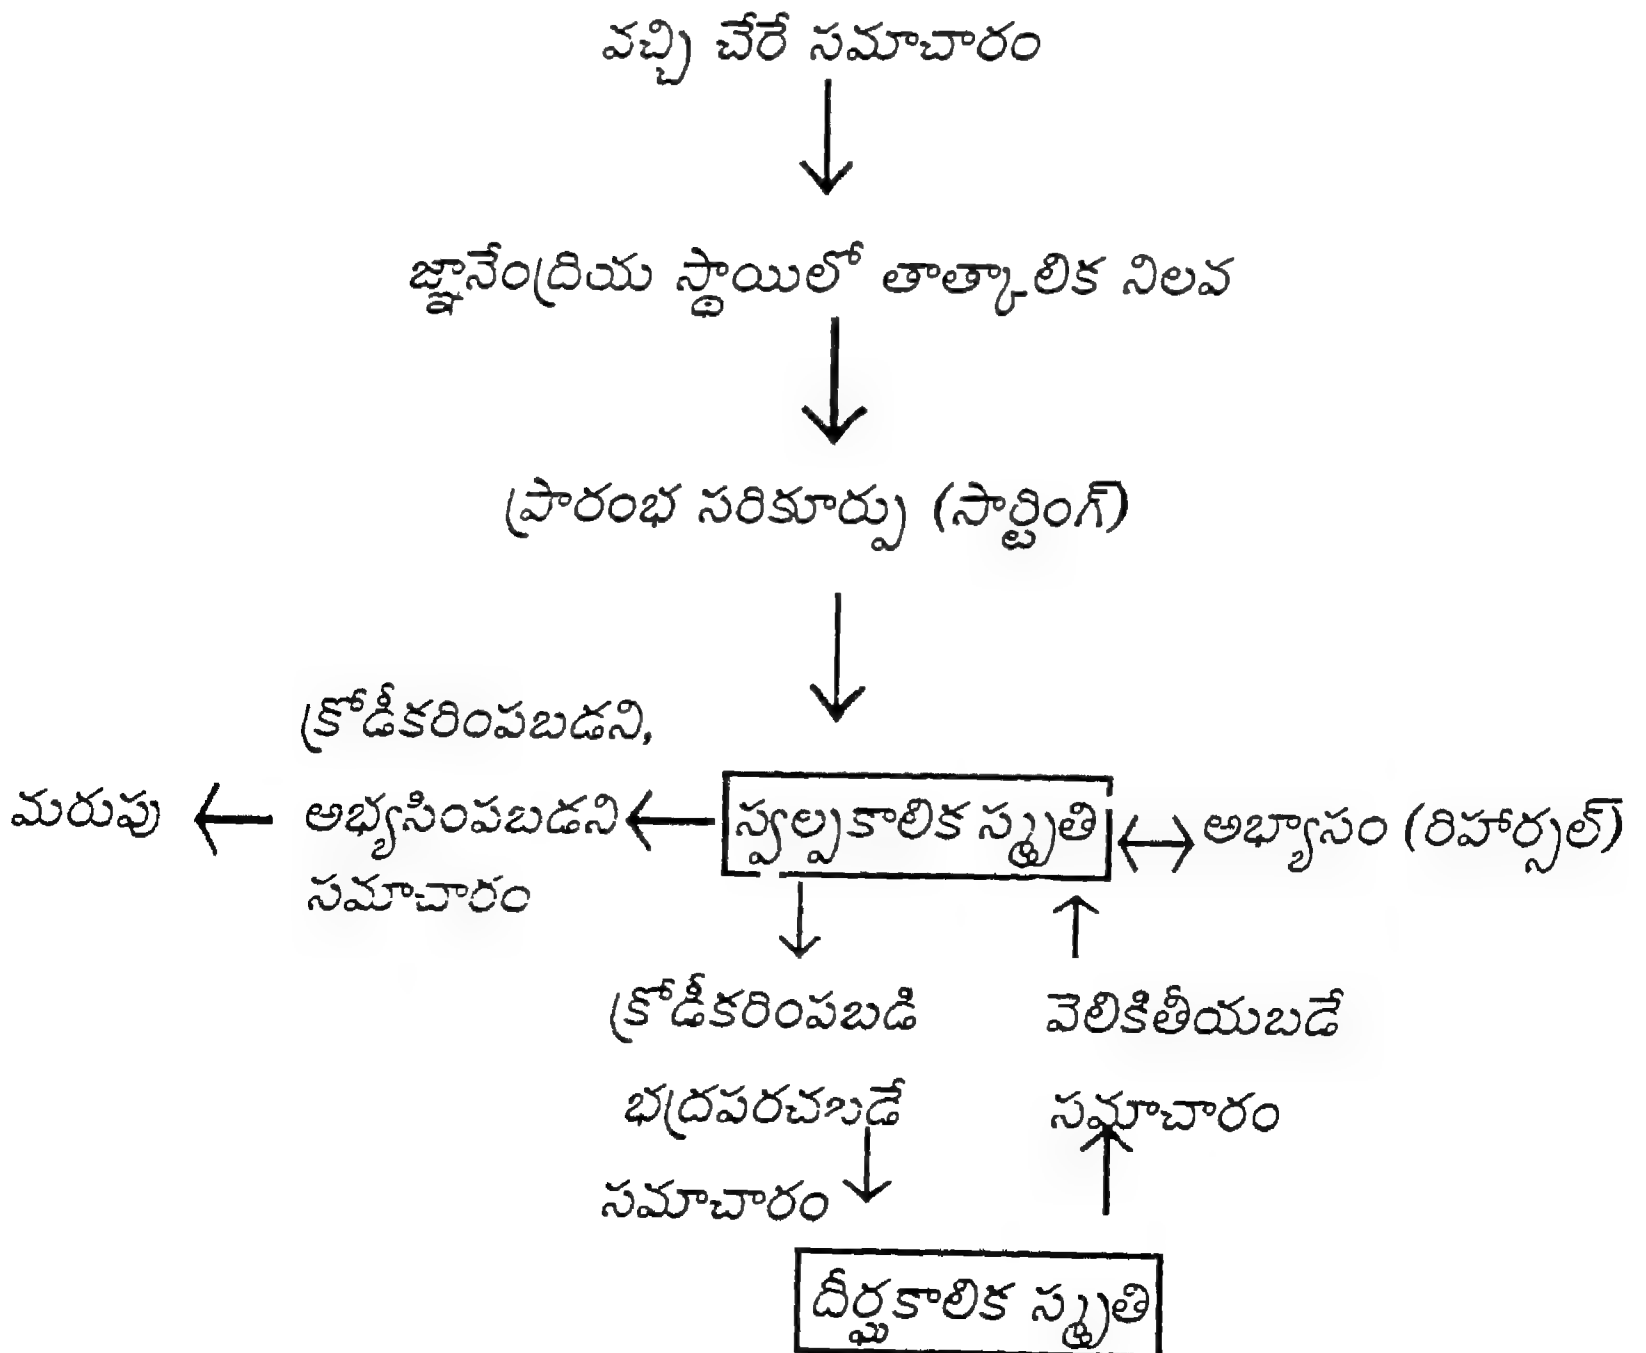 వచ్చి చేరే సమాచారం
జ్ఞానేంద్రియ స్థాయిలో తాత్కాలిక నిలవ
ప్రారంభ సరికూర్పు (సార్టింగ్)
క్రోడీకరింపబడని,
మరుపు
అభ్యసింపబడని
సమాచారం
స్వల్పకాలిక స్మృతి
అభ్యాసం (రిహార్సల్)
క్రోడీకరింపబడి
భద్రపరచబడే
సమాచారం
వెలికితీయబడే
సమాచారం
దీర్ఘకాలిక స్మృతి